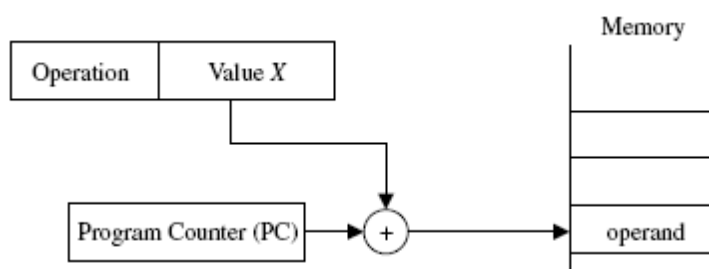 Memory
Operation
Value X
Program Counter (PC)
+
operand